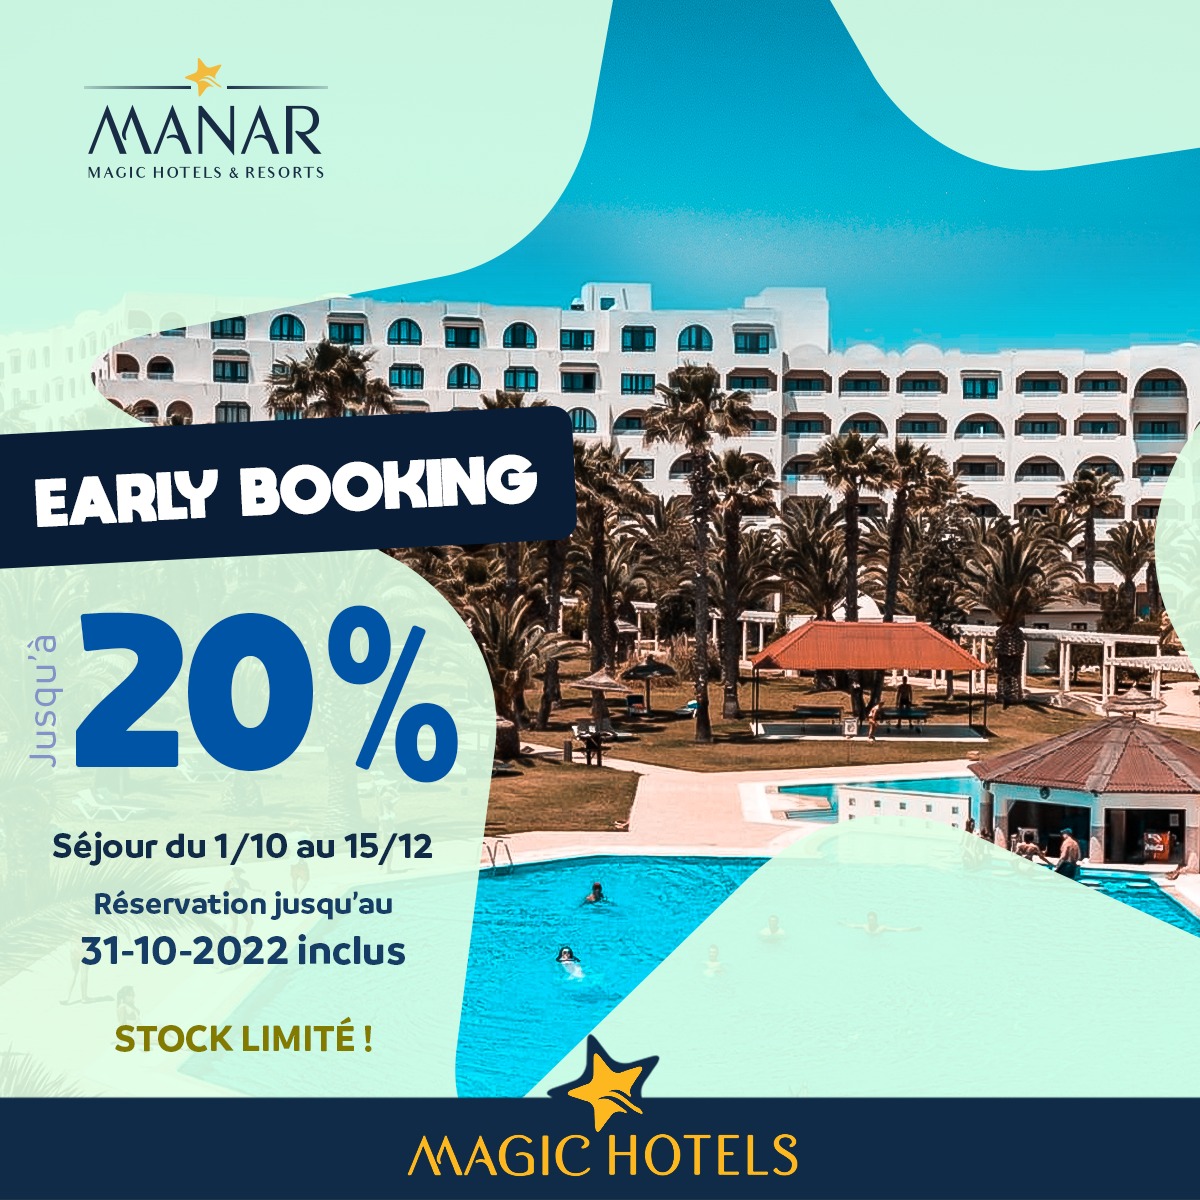 MANAR
MAGIC HOTELS & RESORTS
EARLY BOOKING
Jusqu'à
20%
Séjour du 1/10 au 15/12
Réservation jusqu'au
31-10-2022 inclus
STOCK LIMITÉ !
MAGIC HOTELS